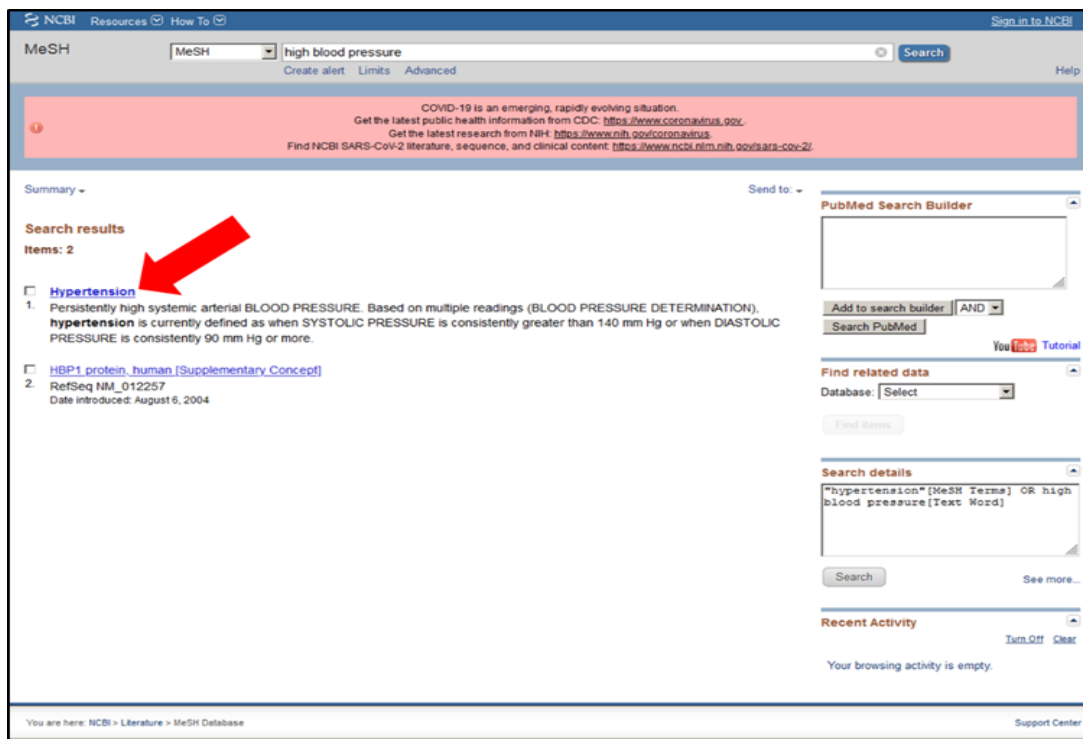 NCBI Resources How To Sign in to NCBI
MeSH MeSH high blood pressure Search
Create alert Limits Advanced Help
COVID-19 is an emerging, rapidly evolving situation.
Get the latest public health information from CDC: https://www.coronavirus.gov.
Get the latest research from NIH: https://www.nih.gov/coronavirus.
Find NCBI SARS-CoV-2 literature, sequence, and clinical content: https://www.ncbi.nlm.nih.gov/sars-cov-2/.
Summary Send to:
Search results
Items: 2
Hypertension
1. Persistently high systemic arterial BLOOD PRESSURE. Based on multiple readings (BLOOD PRESSURE DETERMINATION),
hypertension is currently defined as when SYSTOLIC PRESSURE is consistently greater than 140 mm Hg or when DIASTOLIC
PRESSURE is consistently 90 mm Hg or more.
HBP1 protein, human [Supplementary Concept]
2. RefSeq NM_012257
Date introduced: August 6, 2004
PubMed Search Builder
Add to search builder AND
Search PubMed
You Tube Tutorial
Find related data
Database: Select
Find items
Search details
"hypertension"[MeSH Terms] OR high
blood pressure[Text Word]
Search See more...
Recent Activity
Turn Off Clear
Your browsing activity is empty.
You are here: NCBI > Literature > MeSH Database Support Center